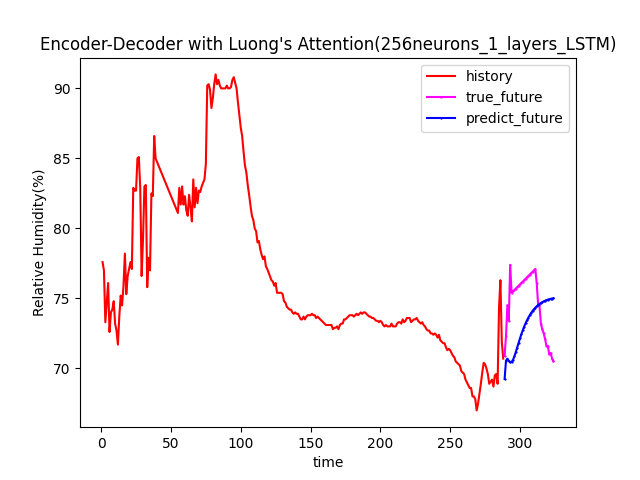 Encoder-Decoder with Luong's Attention(256neurons_1_layers_LSTM)
history
true_future
predict_future
Relative Humidity(%)
90
85
80
75
70
0 50 100 150 200 250 300
time